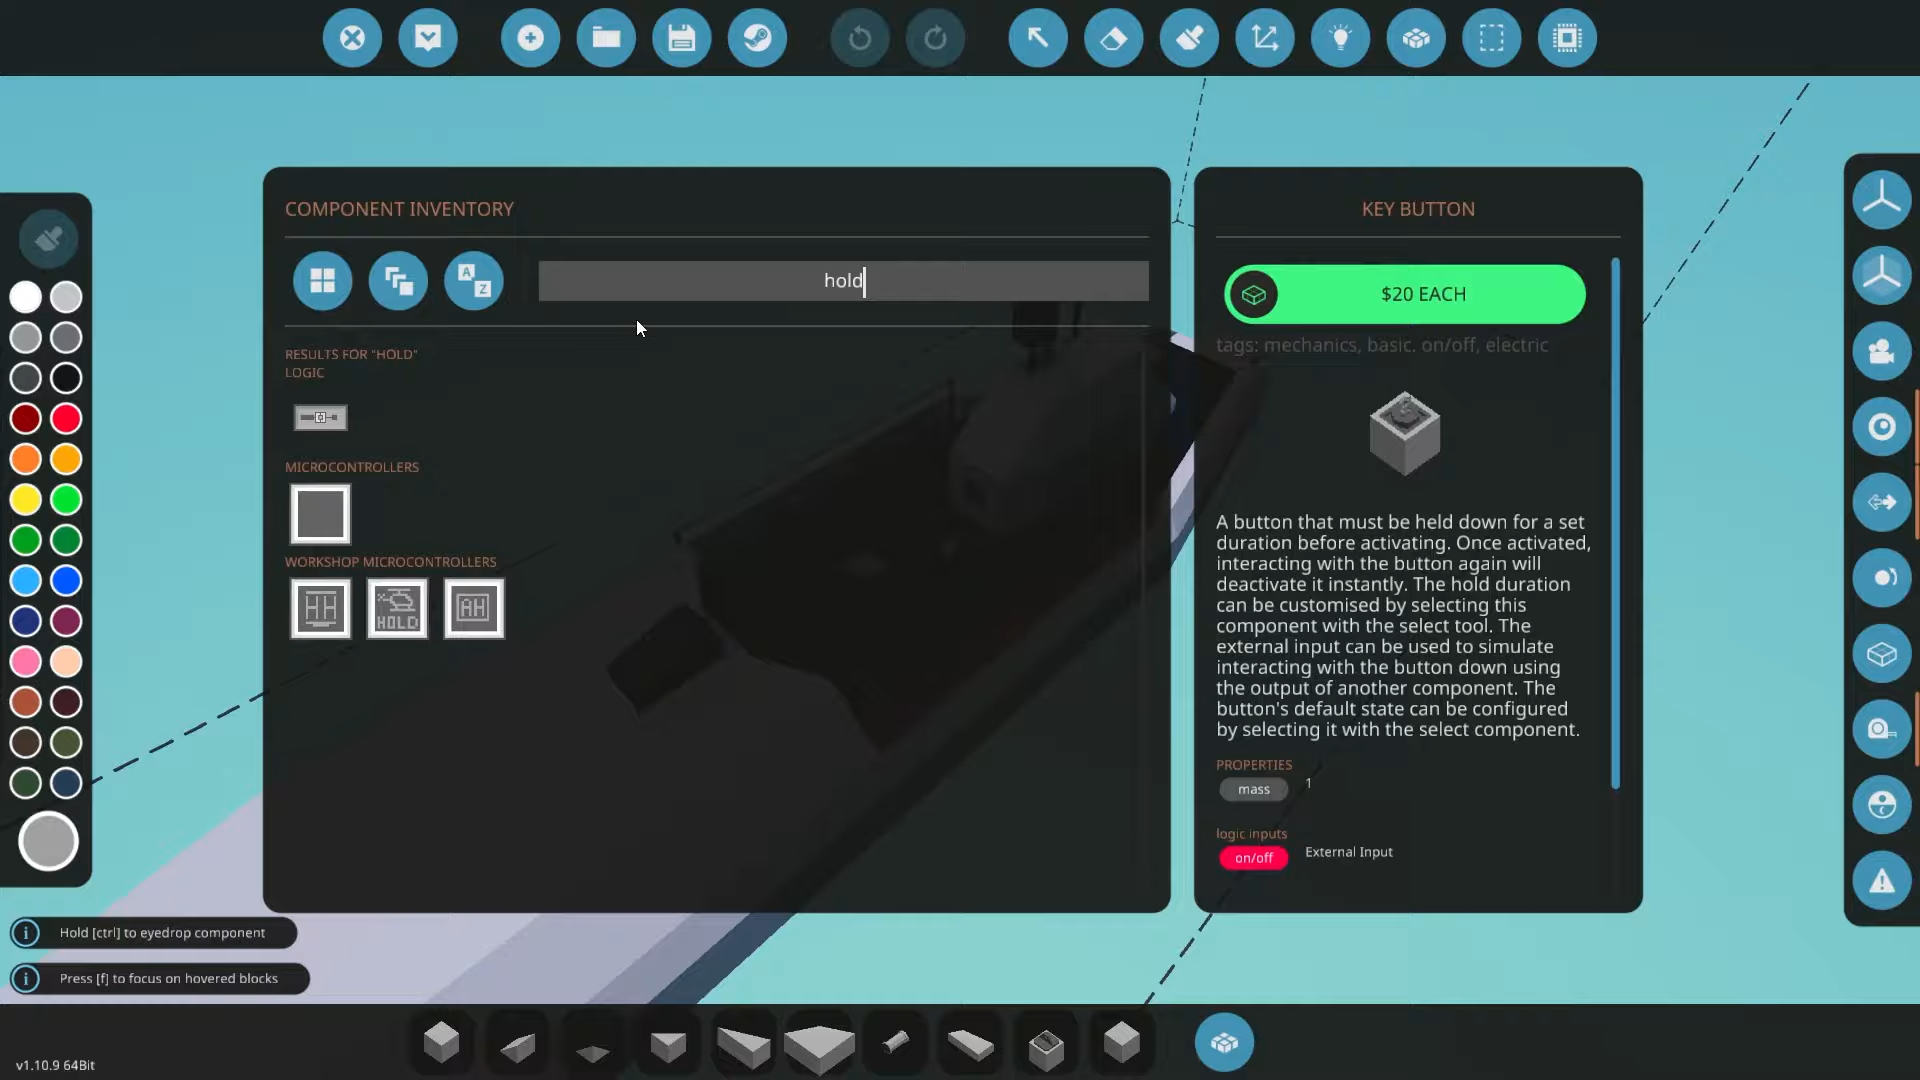 COMPONENT INVENTORY
A
Z
hold
RESULTS FOR "HOLD"
LOGIC
MICROCONTROLLERS
WORKSHOP MICROCONTROLLERS
HH
HOLD
AH
KEY BUTTON
$20 EACH
tags: mechanics, basic. on/off, electric
A button that must be held down for a set
duration before activating. Once activated,
interacting with the button again will
deactivate it instantly. The hold duration
can be customised by selecting this
component with the select tool. The
external input can be used to simulate
interacting with the button down using
the output of another component. The
button's default state can be configured
by selecting it with the select component.
PROPERTIES
mass 1
logic inputs
on/off External Input
Hold [ctrl] to eyedrop component
Press [f] to focus on hovered blocks
v1.10.9 64Bit